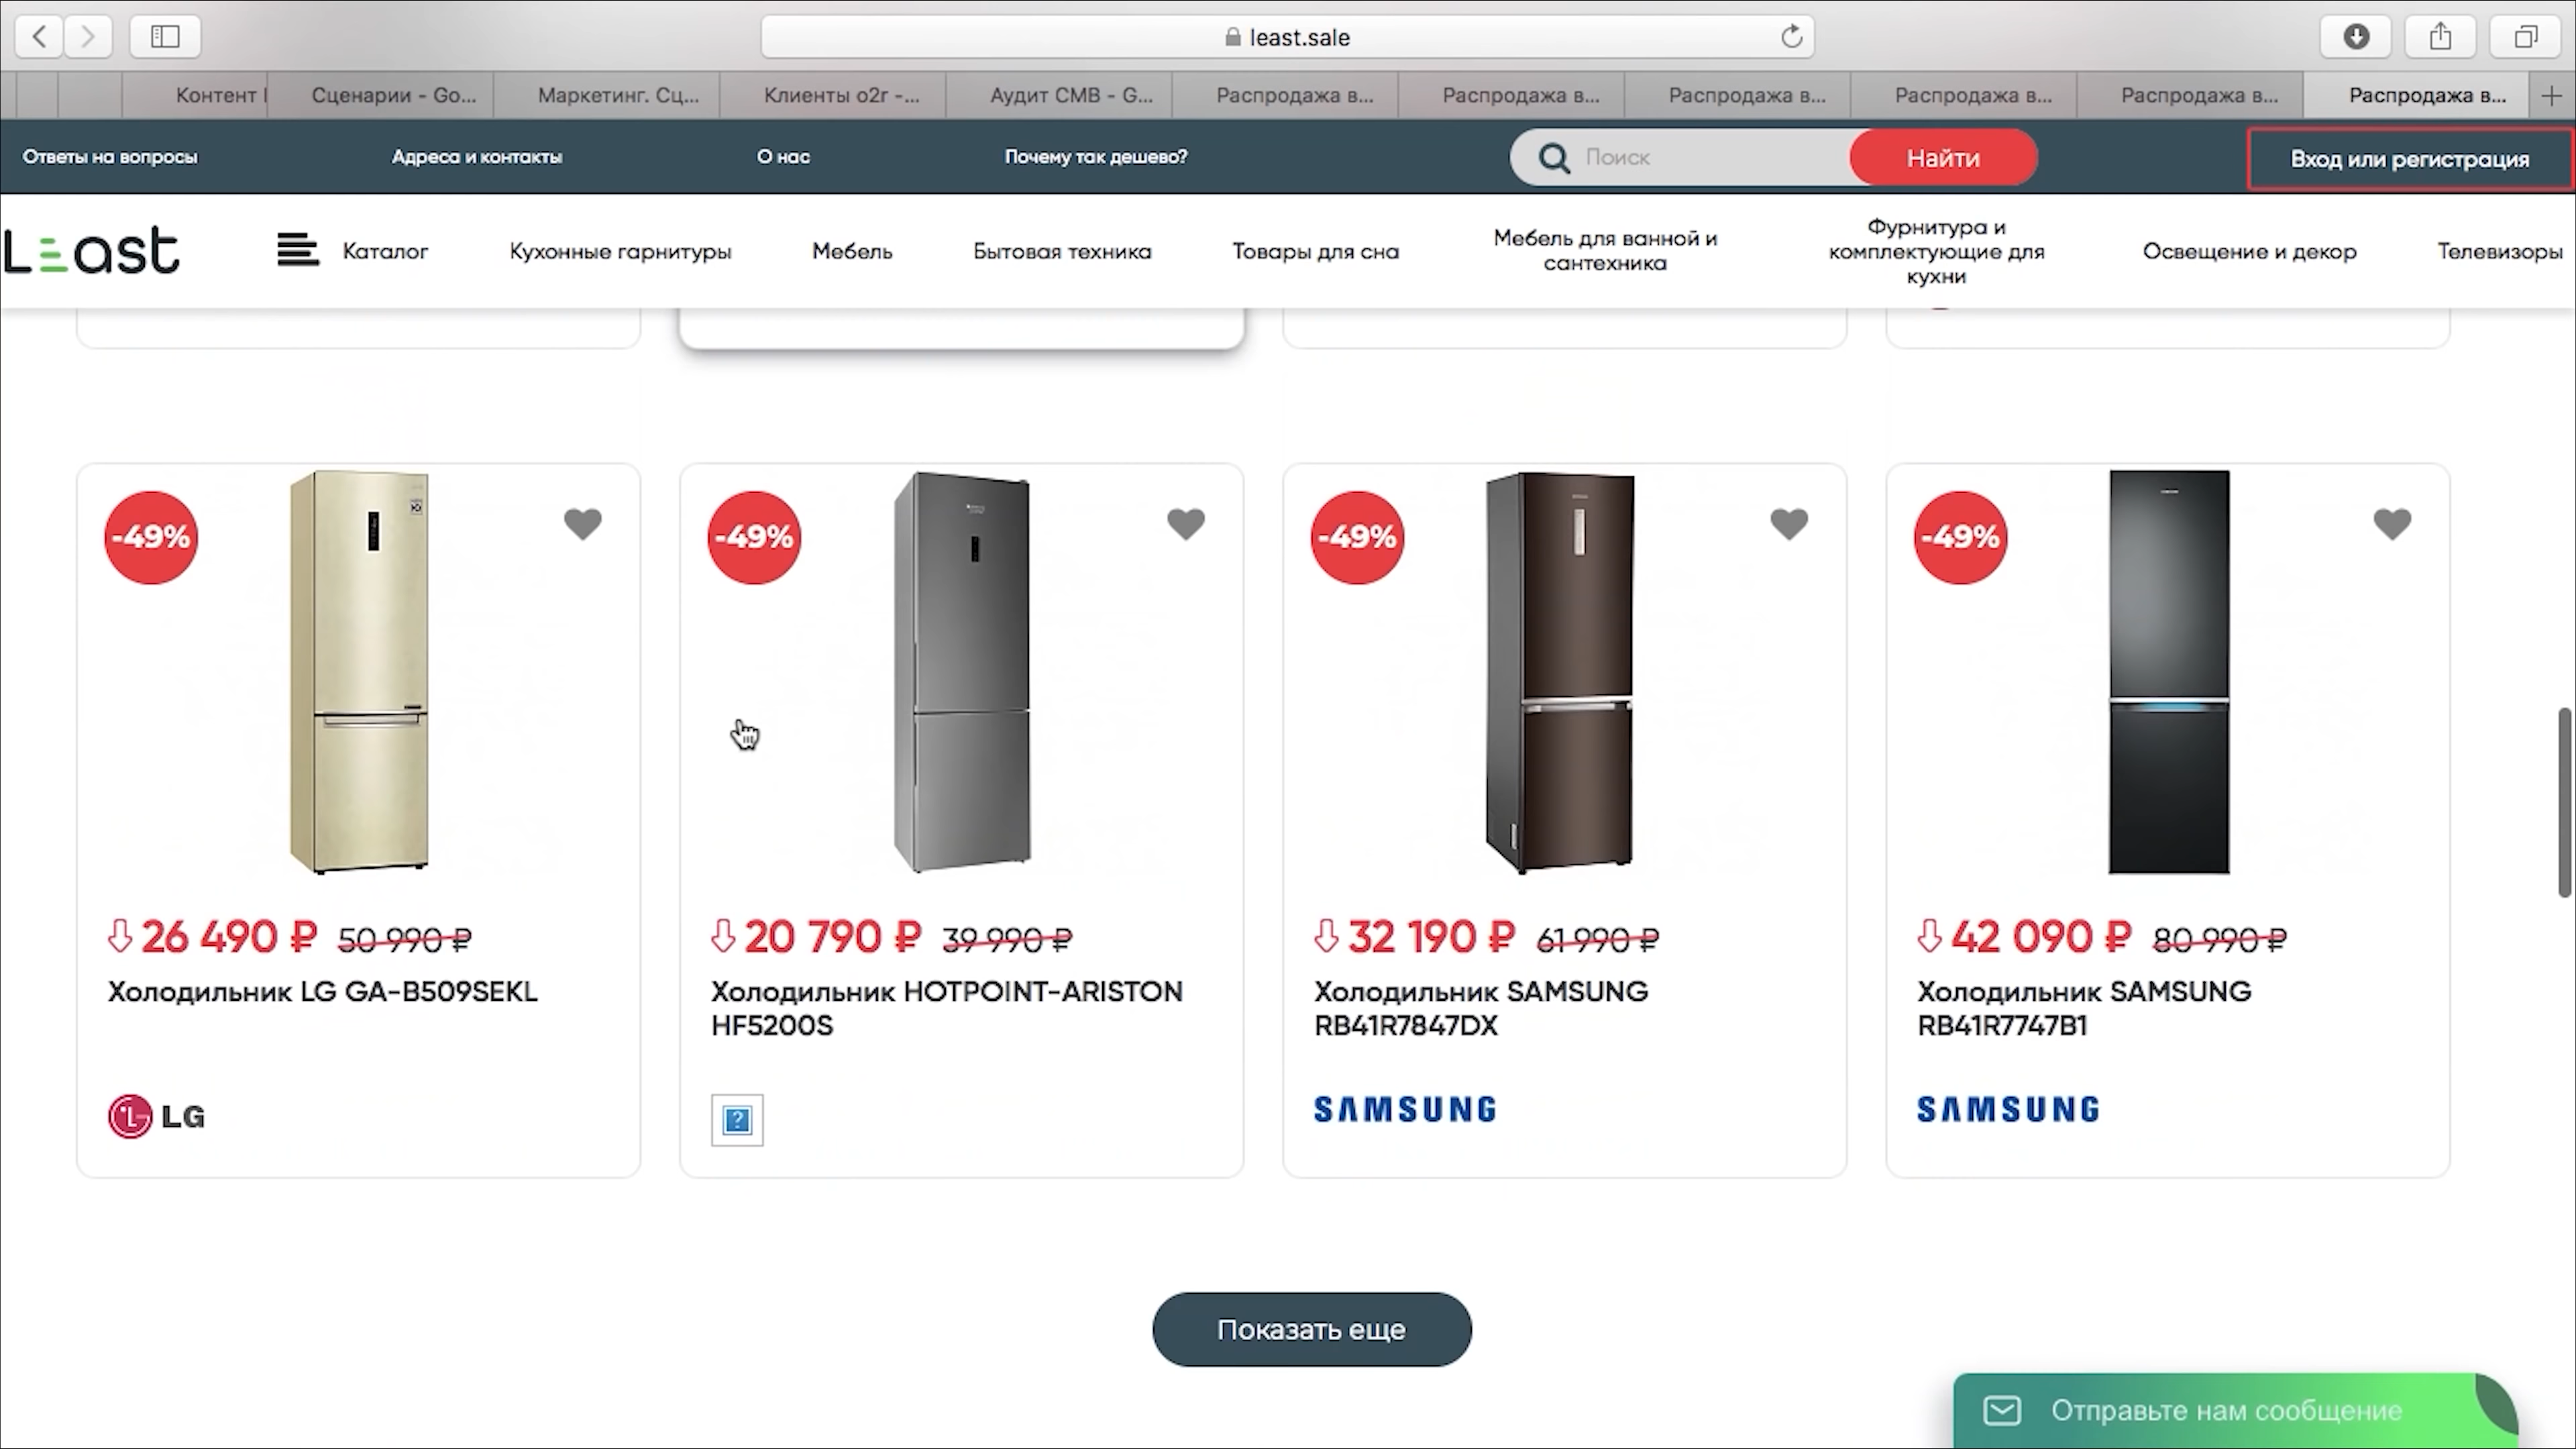 least.sale
Контент
Сценарии - Go...
Маркетинг. Сц...
Клиенты o2r -...
Аудит СМВ - G...
Распродажа в...
Распродажа в...
Распродажа в...
Распродажа в...
Распродажа в...
Распродажа в...
Ответы на вопросы
Адреса и контакты
О нас
Почему так дешево?
Поиск
Найти
Вход или регистрация
Least
Каталог
Кухонные гарнитуры
Мебель
Бытовая техника
Товары для сна
Мебель для ванной и
сантехника
Фурнитура и
комплектующие для
кухни
Освещение и декор
Телевизоры
-49%
-49%
-49%
-49%
26 490 ₽ 50 990 ₽
Холодильник LG GA-B509SEKL
LG
20 790 ₽ 39 990 ₽
Холодильник HOTPOINT-ARISTON
HF5200S
?
32 190 ₽ 61 990 ₽
Холодильник SAMSUNG
RB41R7847DX
SAMSUNG
42 090 ₽ 80 990 ₽
Холодильник SAMSUNG
RB41R7747B1
SAMSUNG
Показать еще
Отправьте нам сообщение